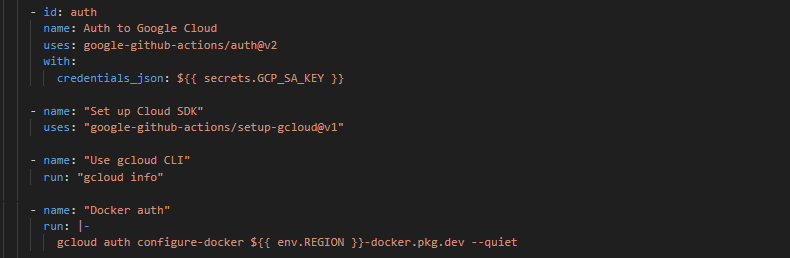 - id: auth
name: Auth to Google Cloud
uses: google-github-actions/auth@v2
with:
credentials_json: ${{ secrets.GCP_SA_KEY }}
- name: "Set up Cloud SDK"
uses: "google-github-actions/setup-gcloud@v1"
- name: "Use gcloud CLI"
run: "gcloud info"
- name: "Docker auth"
run: |-
gcloud auth configure-docker ${{ env.REGION }}-docker.pkg.dev --quiet